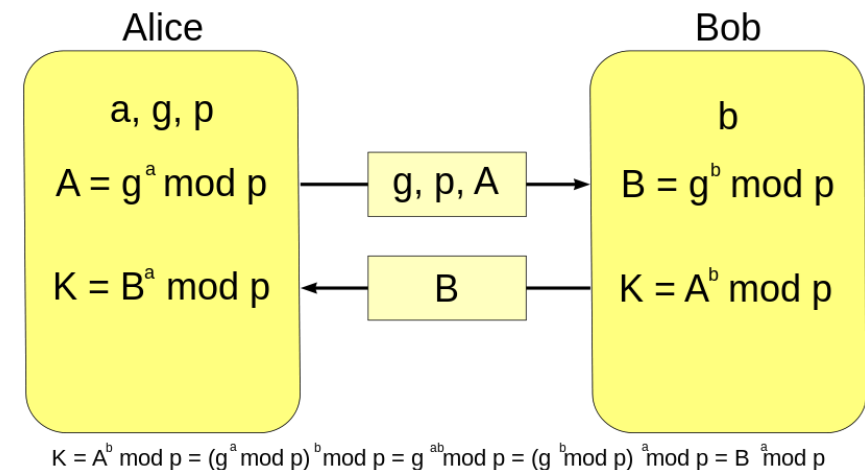 Alice
Bob
a, g, p
A = g^a mod p
K = B^a mod p
g, p, A
B
b
B = g^b mod p
K = A^b mod p
K = A^b mod p = (g^a mod p)^b mod p = g^ab mod p = (g^b mod p)^a mod p = B^a mod p